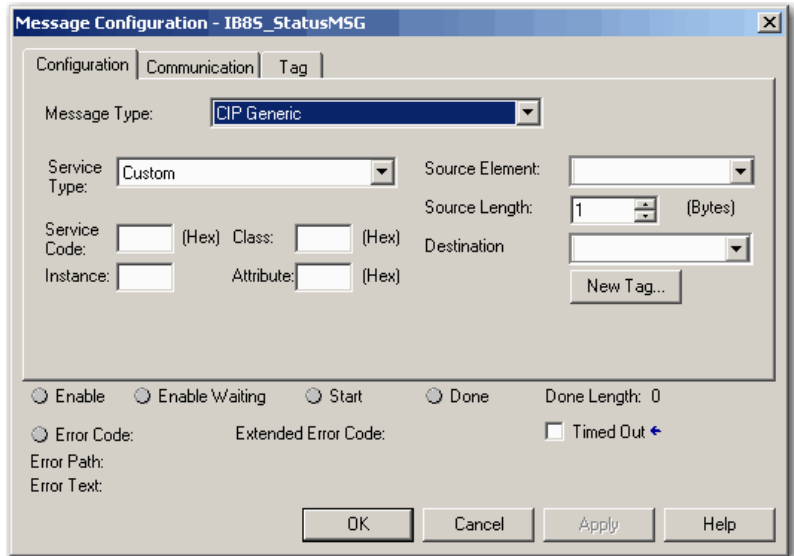 Message Configuration - IB8S_StatusMSG
Configuration Communication Tag
Message Type: CIP Generic
Service Type: Custom
Source Element:
Source Length: 1 (Bytes)
Service Code: (Hex) Class: (Hex)
Destination
Instance: Attribute: (Hex)
New Tag...
Enable Enable Waiting Start Done Done Length: 0
Error Code: Extended Error Code: Timed Out
Error Path:
Error Text:
OK Cancel Apply Help